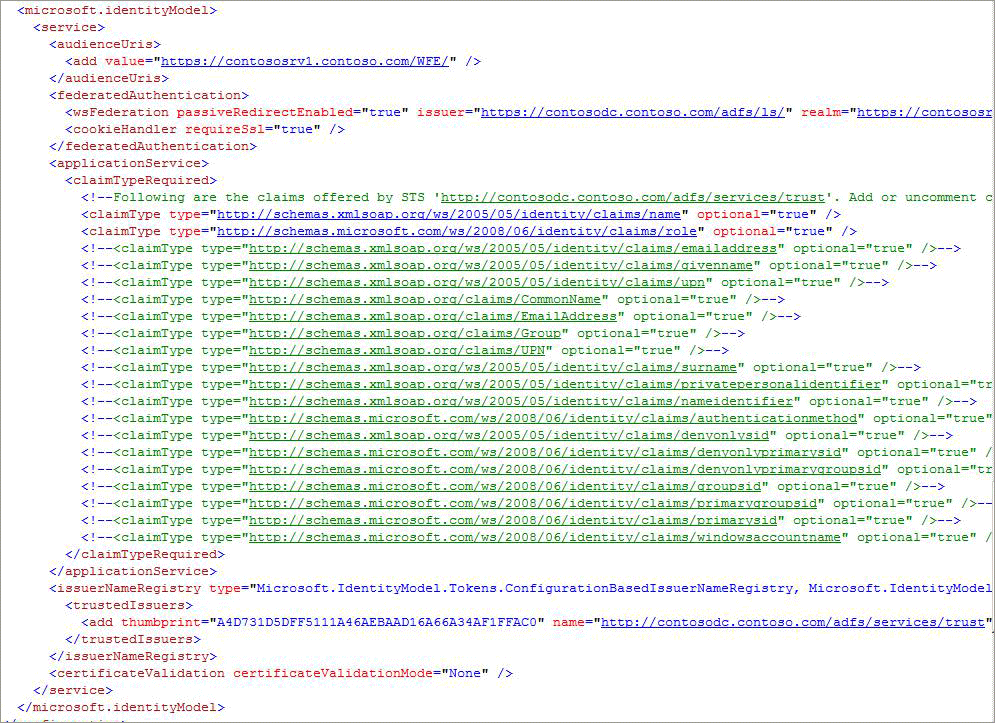 <microsoft.identityModel>
<service>
<audienceUris>
<add value="https://contososrv1.contoso.com/WFE/" />
</audienceUris>
<federatedAuthentication>
<wsFederation passiveRedirectEnabled="true" issuer="https://contosodc.contoso.com/adfs/ls/" realm="https://contososr
<cookieHandler requireSsl="true" />
</federatedAuthentication>
<applicationService>
<claimTypeRequired>
<!--Following are the claims offered by STS 'http://contosodc.contoso.com/adfs/services/trust'. Add or uncomment c
<claimType type="http://schemas.xmlsoap.org/ws/2005/05/identity/claims/name" optional="true" />
<claimType type="http://schemas.microsoft.com/ws/2008/06/identity/claims/role" optional="true" />
<!--<claimType type="http://schemas.xmlsoap.org/ws/2005/05/identity/claims/emailaddress" optional="true" />-->
<!--<claimType type="http://schemas.xmlsoap.org/ws/2005/05/identity/claims/givenname" optional="true" />-->
<!--<claimType type="http://schemas.xmlsoap.org/ws/2005/05/identity/claims/upn" optional="true" />-->
<!--<claimType type="http://schemas.xmlsoap.org/claims/CommonName" optional="true" />-->
<!--<claimType type="http://schemas.xmlsoap.org/claims/EmailAddress" optional="true" />-->
<!--<claimType type="http://schemas.xmlsoap.org/claims/Group" optional="true" />-->
<!--<claimType type="http://schemas.xmlsoap.org/claims/UPN" optional="true" />-->
<!--<claimType type="http://schemas.xmlsoap.org/ws/2005/05/identity/claims/surname" optional="true" />-->
<!--<claimType type="http://schemas.xmlsoap.org/ws/2005/05/identity/claims/privatepersonalidentifier" optional="tr
<!--<claimType type="http://schemas.xmlsoap.org/ws/2005/05/identity/claims/nameidentifier" optional="true" />-->
<!--<claimType type="http://schemas.microsoft.com/ws/2008/06/identity/claims/authenticationmethod" optional="true"
<!--<claimType type="http://schemas.xmlsoap.org/ws/2005/05/identity/claims/denyonlysid" optional="true" />-->
<!--<claimType type="http://schemas.microsoft.com/ws/2008/06/identity/claims/denyonlyprimarysid" optional="true" /
<!--<claimType type="http://schemas.microsoft.com/ws/2008/06/identity/claims/denyonlyprimarygroupsid" optional="tr
<!--<claimType type="http://schemas.microsoft.com/ws/2008/06/identity/claims/groupsid" optional="true" />-->
<!--<claimType type="http://schemas.microsoft.com/ws/2008/06/identity/claims/primarygroupsid" optional="true" />--
<!--<claimType type="http://schemas.microsoft.com/ws/2008/06/identity/claims/primarysid" optional="true" />-->
<!--<claimType type="http://schemas.microsoft.com/ws/2008/06/identity/claims/windowsaccountname" optional="true" /
</claimTypeRequired>
</applicationService>
<issuerNameRegistry type="Microsoft.IdentityModel.Tokens.ConfigurationBasedIssuerNameRegistry, Microsoft.IdentityModel
<trustedIssuers>
<add thumbprint="A4D731D5DFF5111A46AEBAAD16A66A34AF1FFAC0" name="http://contosodc.contoso.com/adfs/services/trust"
</trustedIssuers>
</issuerNameRegistry>
<certificateValidation certificateValidationMode="None" />
</service>
</microsoft.identityModel>